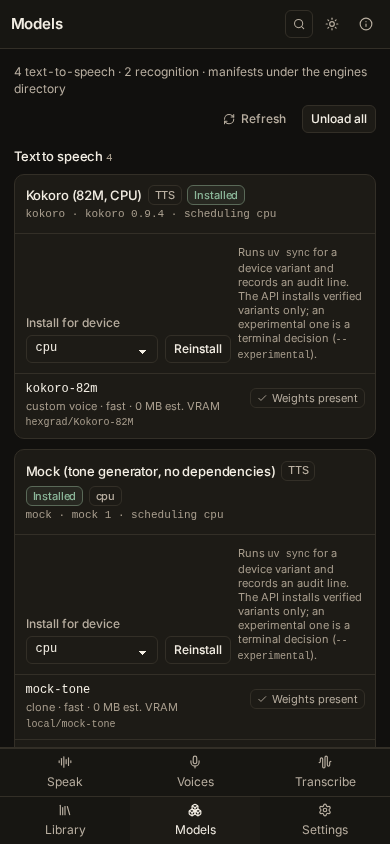 Models
4 text-to-speech · 2 recognition · manifests under the engines
directory
Refresh
Unload all
Text to speech 4
Kokoro (82M, CPU) TTS Installed
kokoro · kokoro 0.9.4 · scheduling cpu
Install for device
cpu
Reinstall
Runs uv sync for a
device variant and
records an audit line.
The API installs verified
variants only; an
experimental one is a
terminal decision (--
experimental).
kokoro-82m
custom voice · fast · 0 MB est. VRAM
hexgrad/Kokoro-82M
Weights present
Mock (tone generator, no dependencies) TTS
Installed cpu
mock · mock 1 · scheduling cpu
Install for device
cpu
Reinstall
Runs uv sync for a
device variant and
records an audit line.
The API installs verified
variants only; an
experimental one is a
terminal decision (--
experimental).
mock-tone
clone · fast · 0 MB est. VRAM
local/mock-tone
Weights present
Speak
Voices
Transcribe
Library
Models
Settings